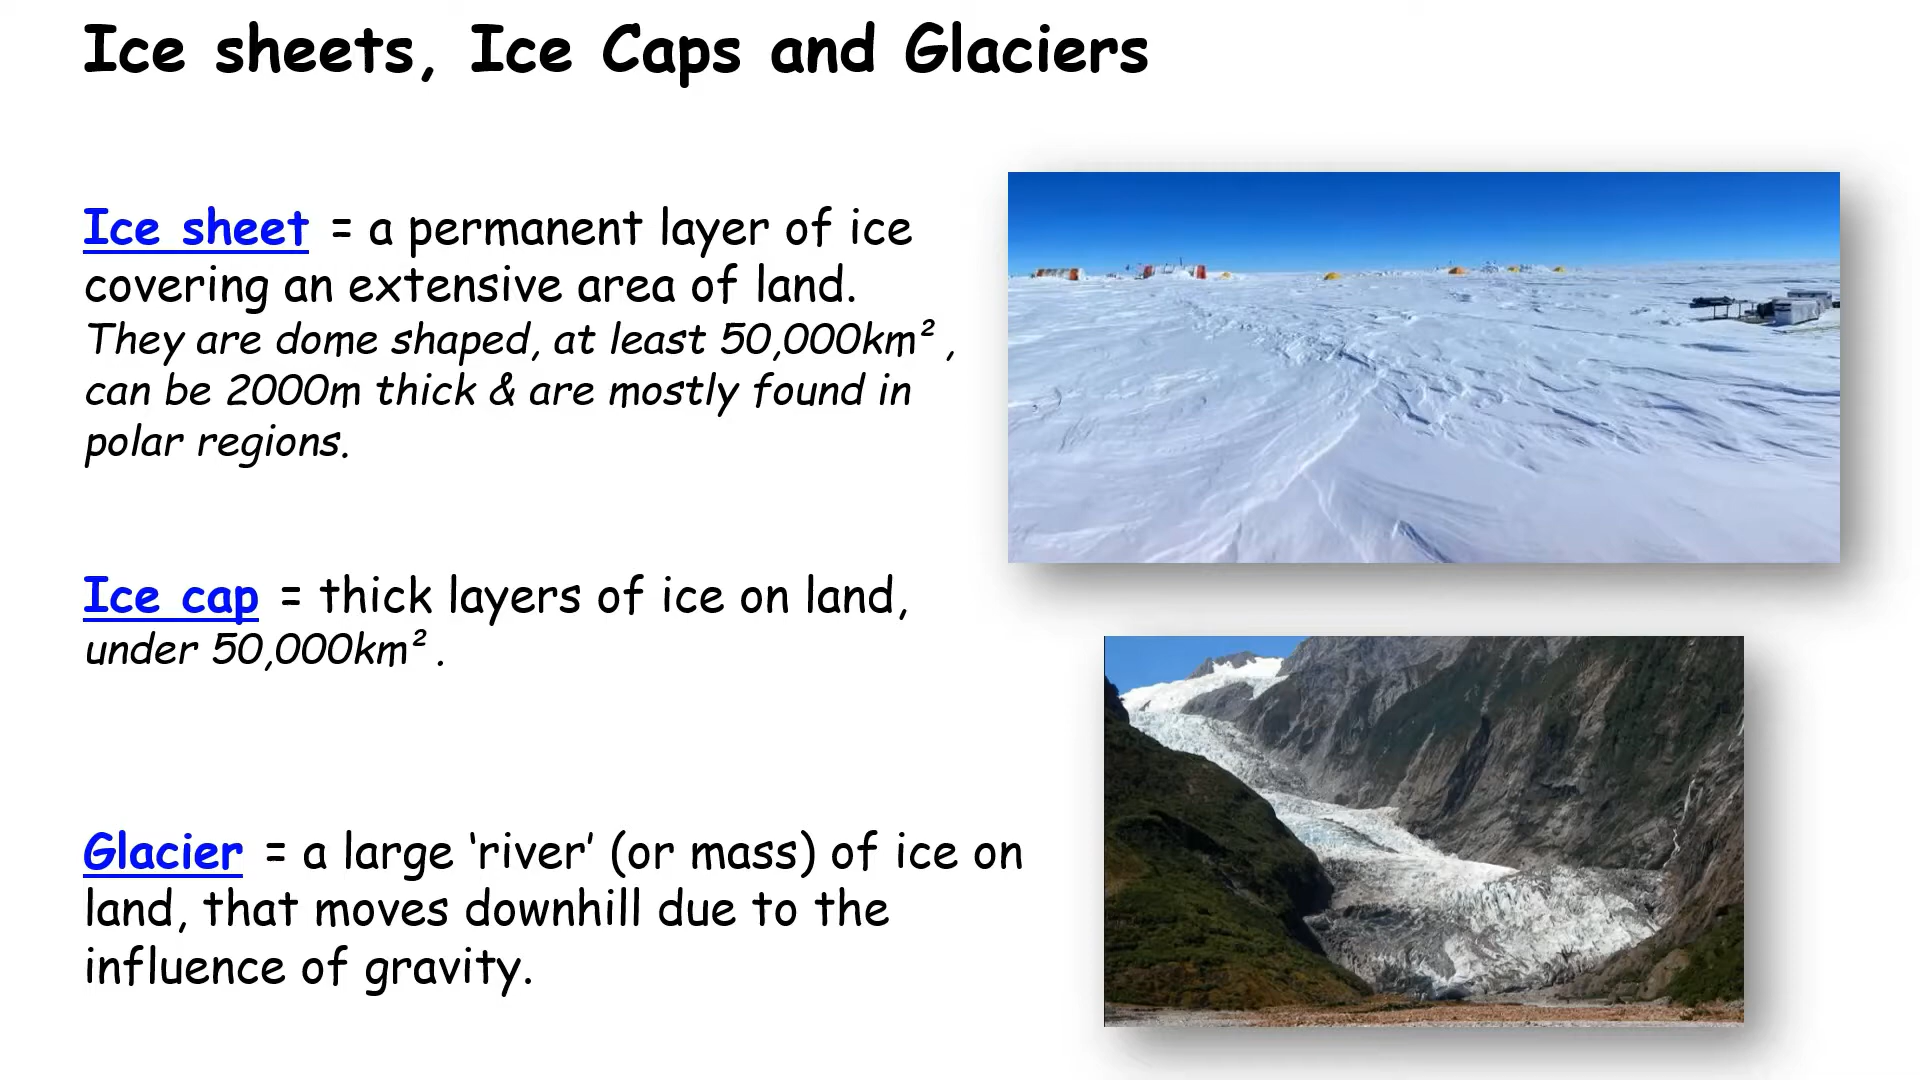 Ice sheets, Ice Caps and Glaciers
Ice sheet = a permanent layer of ice
covering an extensive area of land.
They are dome shaped, at least 50,000km² ,
can be 2000m thick & are mostly found in
polar regions.
Ice cap = thick layers of ice on land,
under 50,000km² .
Glacier = a large ‘river’ (or mass) of ice on
land, that moves downhill due to the
influence of gravity.